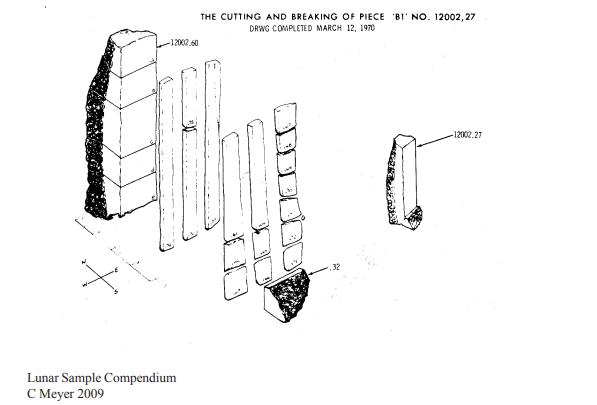 THE CUTTING AND BREAKING OF PIECE 'B1' NO. 12002,27
DRWG COMPLETED MARCH 12, 1970
12002,60
12002,27
N
E
W
S
,32
Lunar Sample Compendium
C Meyer 2009